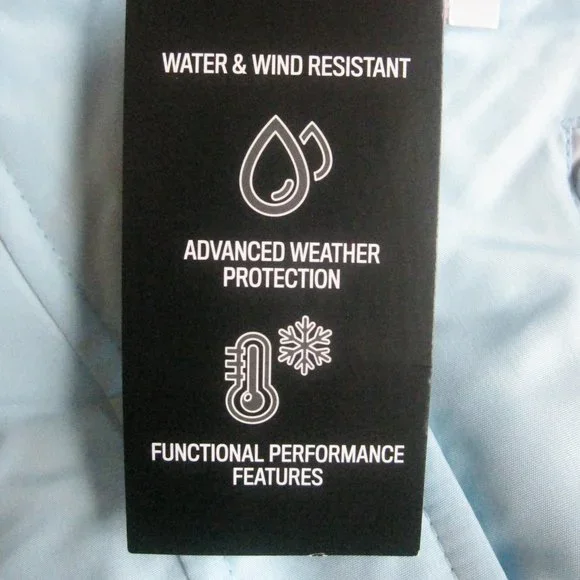 WATER & WIND RESISTANT
ADVANCED WEATHER
PROTECTION
FUNCTIONAL PERFORMANCE
FEATURES